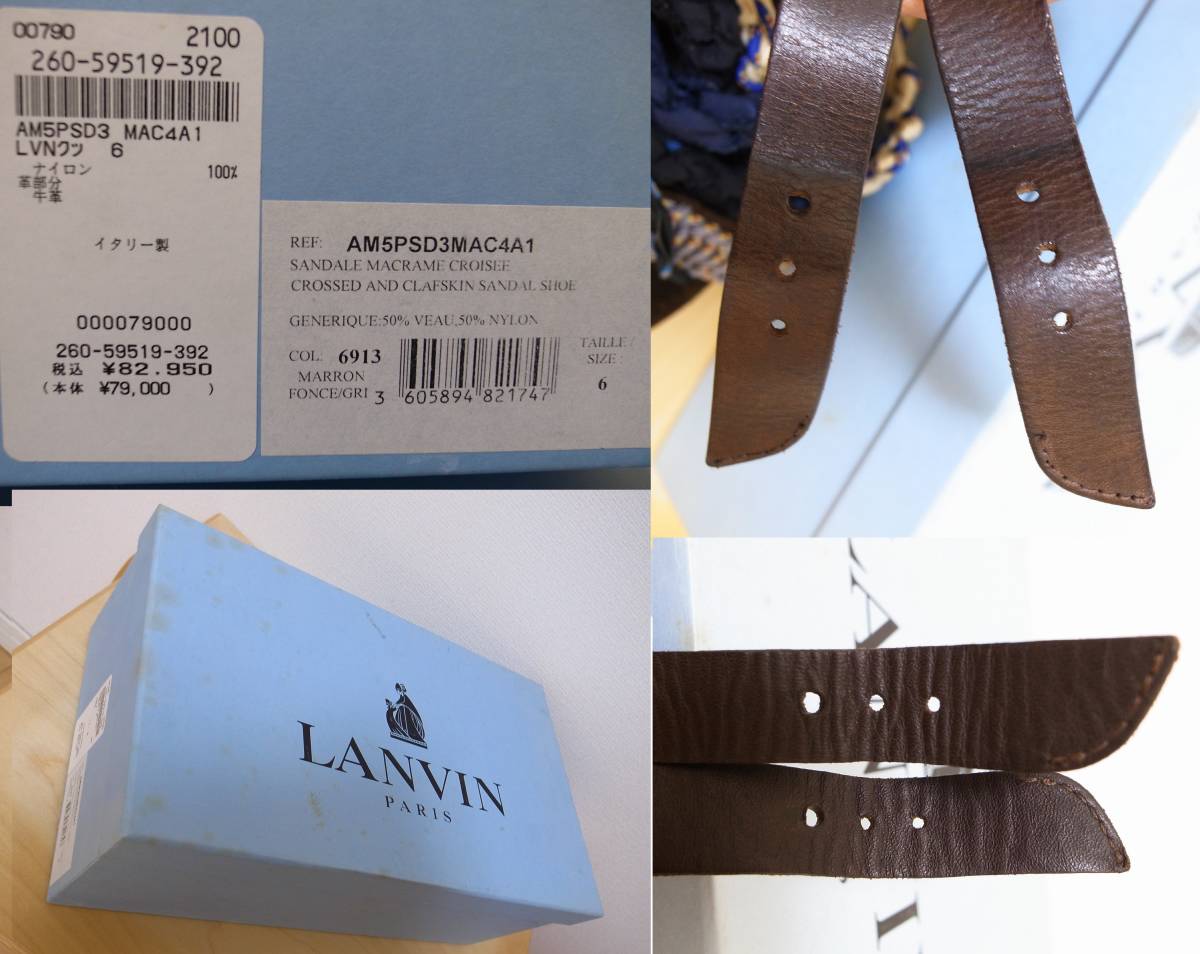 00790 2100
260-59519-392
AM5PSD3 MAC4A1
LVNクツ 6
ナイロン 100%
革部分
牛革
イタリー製
000079000
260-59519-392
税込 ¥82.950
(本体 ¥79,000 )
REF: AM5PSD3MAC4A1
SANDALE MACRAME CROISEE
CROSSED AND CLAFSKIN SANDAL SHOE
GENERIQUE:50% VEAU,50% NYLON
COL: 6913
MARRON
FONCE/GRI
3 605894 821747
TAILLE /
SIZE :
6
LANVIN
PARIS